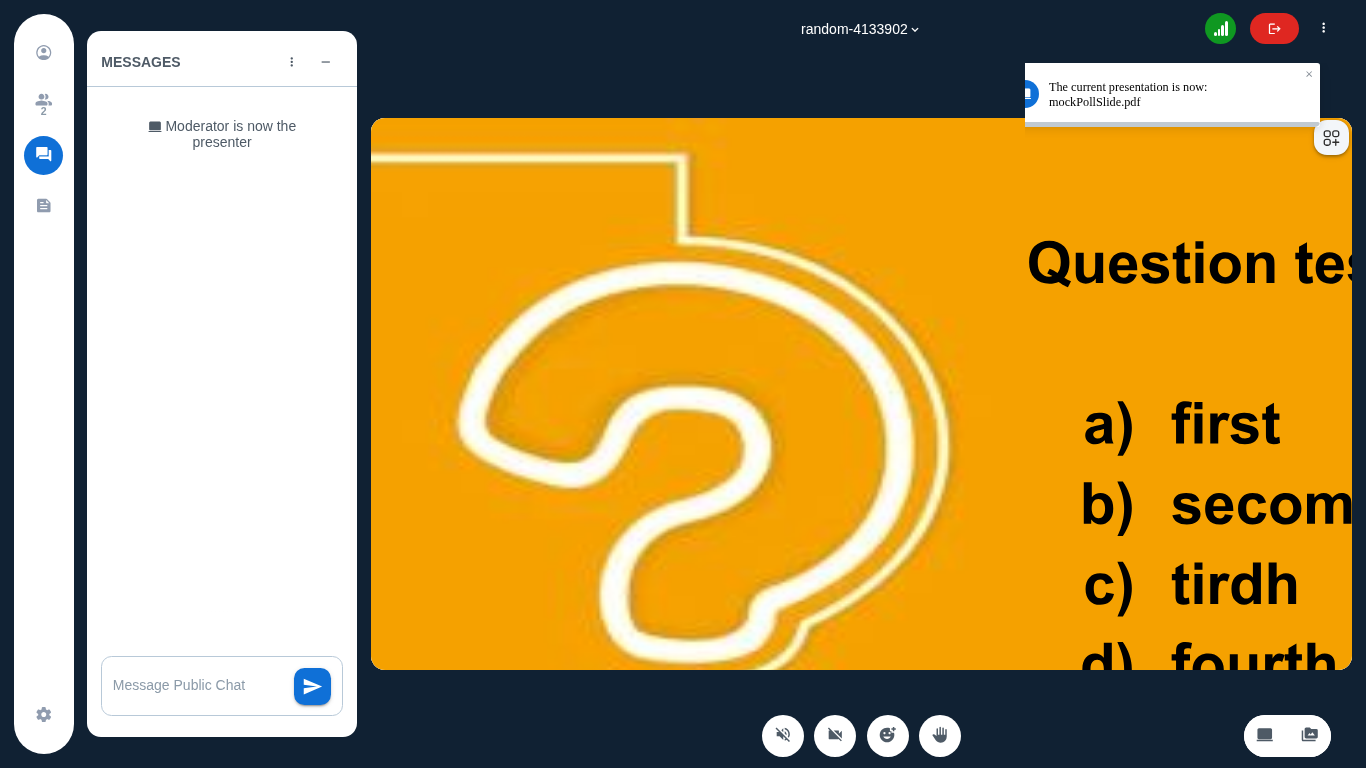 random-4133902
MESSAGES
2
Moderator is now the
presenter
The current presentation is now:
mockPollSlide.pdf
Question tes
a) first
b) secom
c) tirdh
d) fourth
Message Public Chat